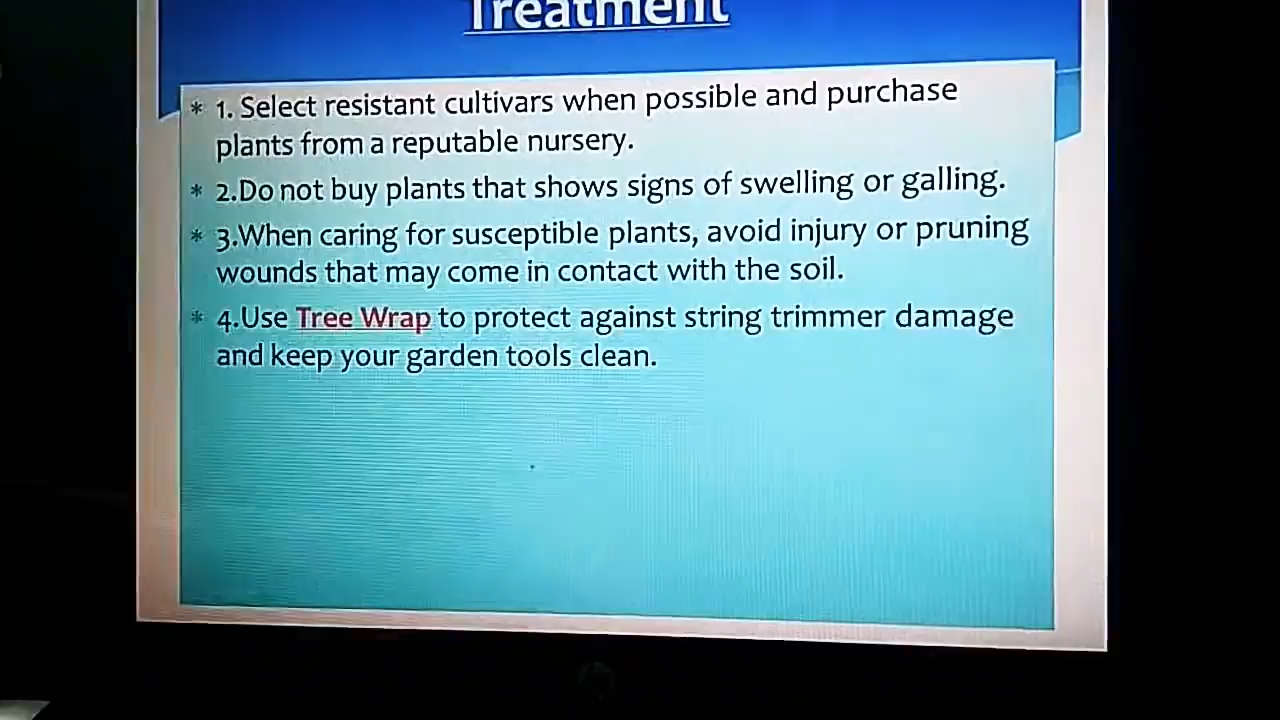 Treatment
* 1. Select resistant cultivars when possible and purchase
plants from a reputable nursery.
* 2.Do not buy plants that shows signs of swelling or galling.
* 3.When caring for susceptible plants, avoid injury or pruning
wounds that may come in contact with the soil.
* 4.Use Tree Wrap to protect against string trimmer damage
and keep your garden tools clean.